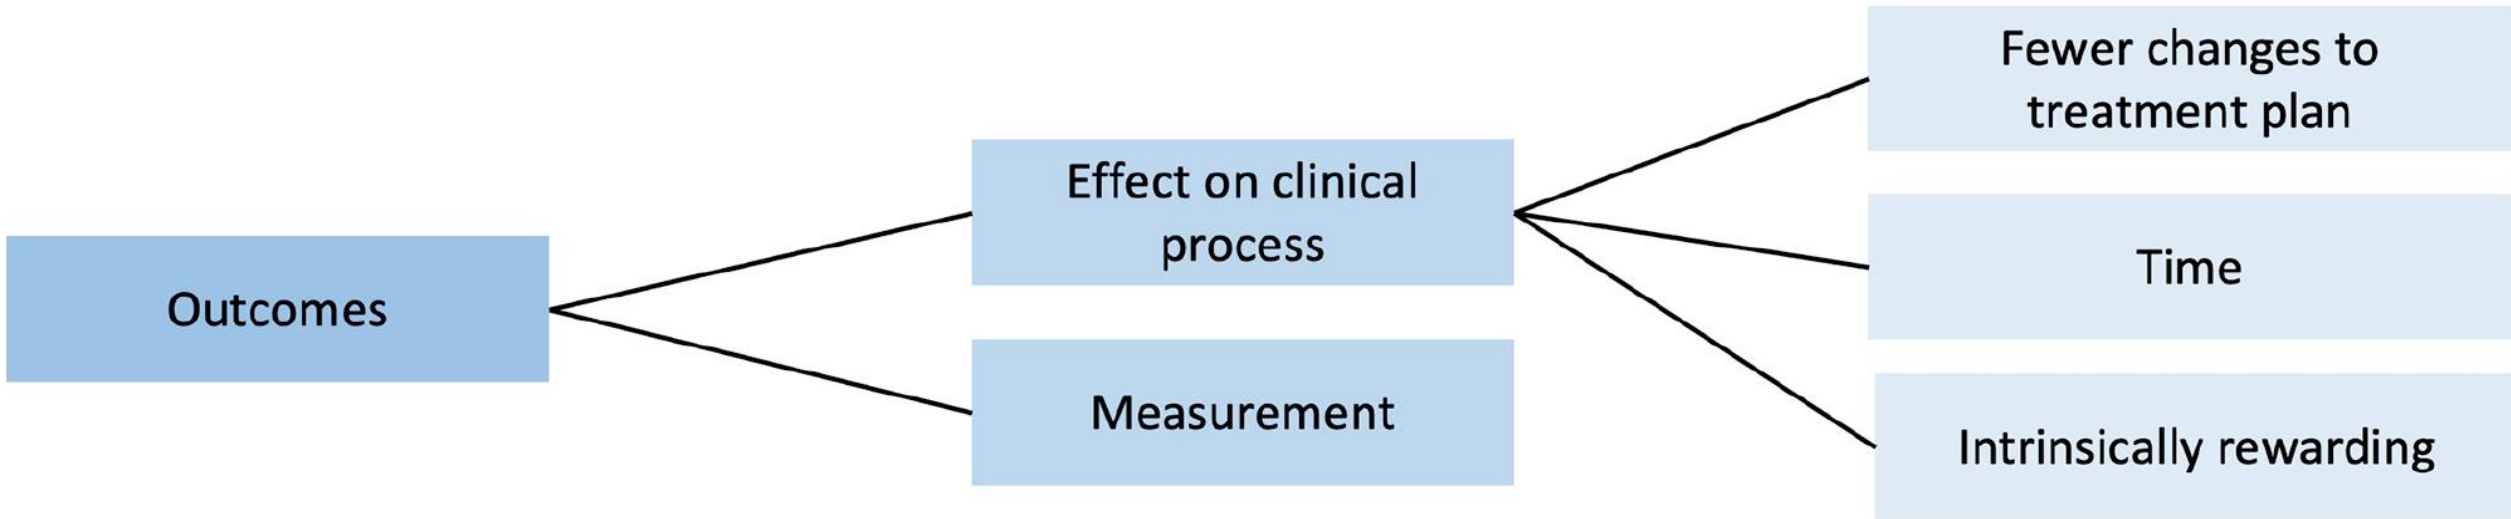 Outcomes
Effect on clinical
process
Measurement
Fewer changes to
treatment plan
Time
Intrinsically rewarding